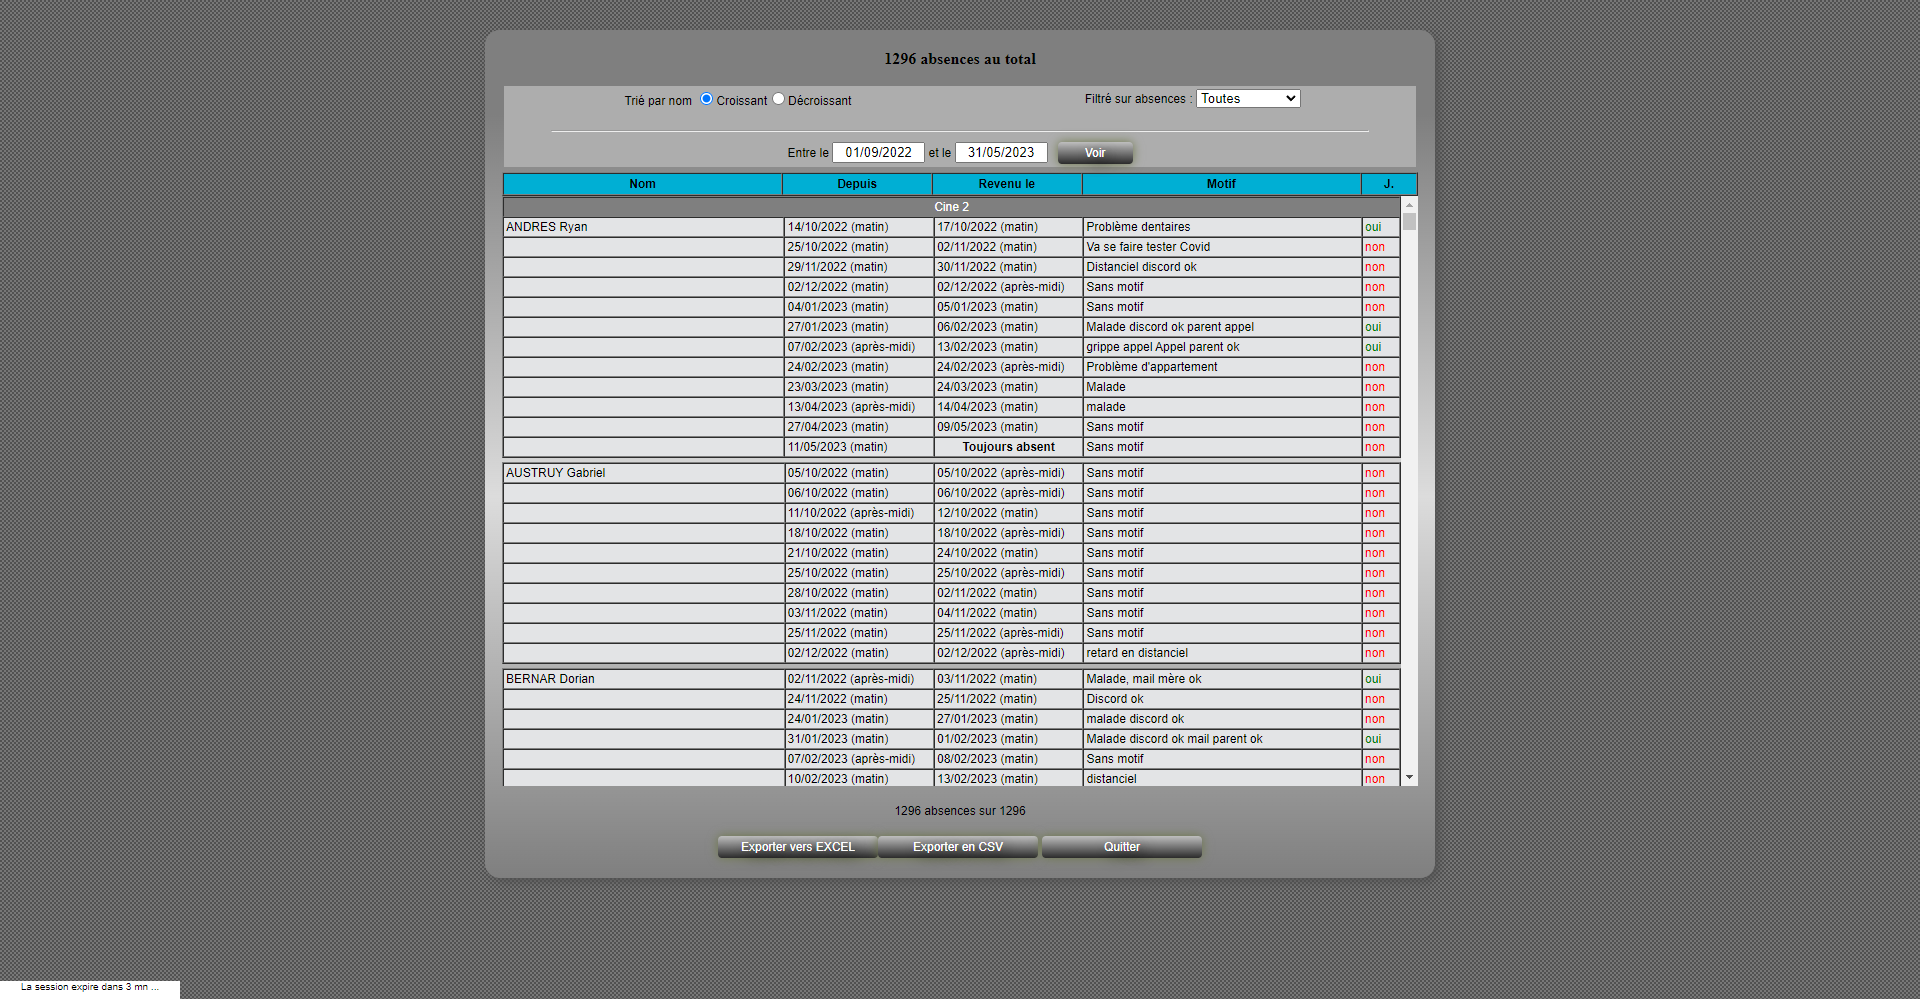 1296 absences au total
Trié par nom Croissant Décroissant Filtré sur absences : Toutes
Entre le 01/09/2022 et le 31/05/2023 Voir
Nom Depuis Revenu le Motif J.
Cine 2
ANDRES Ryan 14/10/2022 (matin) 17/10/2022 (matin) Problème dentaires oui
25/10/2022 (matin) 02/11/2022 (matin) Va se faire tester Covid non
29/11/2022 (matin) 30/11/2022 (matin) Distanciel discord ok non
02/12/2022 (matin) 02/12/2022 (après-midi) Sans motif non
04/01/2023 (matin) 05/01/2023 (matin) Sans motif non
27/01/2023 (matin) 06/02/2023 (matin) Malade discord ok parent appel oui
07/02/2023 (après-midi) 13/02/2023 (matin) grippe appel Appel parent ok oui
24/02/2023 (matin) 24/02/2023 (après-midi) Problème d'appartement non
23/03/2023 (matin) 24/03/2023 (matin) Malade non
13/04/2023 (après-midi) 14/04/2023 (matin) malade non
27/04/2023 (matin) 09/05/2023 (matin) Sans motif non
11/05/2023 (matin) Toujours absent Sans motif non
AUSTRUY Gabriel 05/10/2022 (matin) 05/10/2022 (après-midi) Sans motif non
06/10/2022 (matin) 06/10/2022 (après-midi) Sans motif non
11/10/2022 (après-midi) 12/10/2022 (matin) Sans motif non
18/10/2022 (matin) 18/10/2022 (après-midi) Sans motif non
21/10/2022 (matin) 24/10/2022 (matin) Sans motif non
25/10/2022 (matin) 25/10/2022 (après-midi) Sans motif non
28/10/2022 (matin) 02/11/2022 (matin) Sans motif non
03/11/2022 (matin) 04/11/2022 (matin) Sans motif non
25/11/2022 (matin) 25/11/2022 (après-midi) Sans motif non
02/12/2022 (matin) 02/12/2022 (après-midi) retard en distanciel non
BERNAR Dorian 02/11/2022 (après-midi) 03/11/2022 (matin) Malade, mail mère ok oui
24/11/2022 (matin) 25/11/2022 (matin) Discord ok non
24/01/2023 (matin) 27/01/2023 (matin) malade discord ok non
31/01/2023 (matin) 01/02/2023 (matin) Malade discord ok mail parent ok oui
07/02/2023 (après-midi) 08/02/2023 (matin) Sans motif non
10/02/2023 (matin) 13/02/2023 (matin) distanciel non
1296 absences sur 1296
Exporter vers EXCEL Exporter en CSV Quitter
La session expire dans 3 mn ...